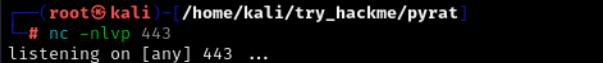 ┌──(root㉿kali)-[/home/kali/try_hackme/pyrat]
└─# nc -nlvp 443
listening on [any] 443 ...